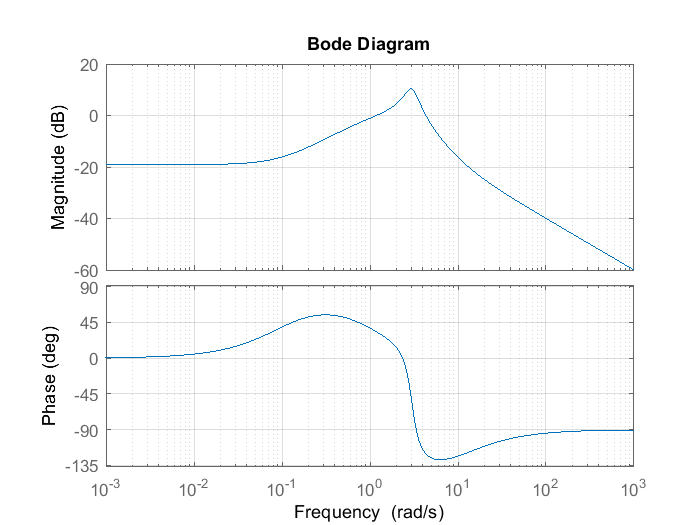 Bode Diagram
20
0
-20
-40
-60
Magnitude (dB)
90
45
0
-45
-90
-135
Phase (deg)
10^-3 10^-2 10^-1 10^0 10^1 10^2 10^3
Frequency (rad/s)